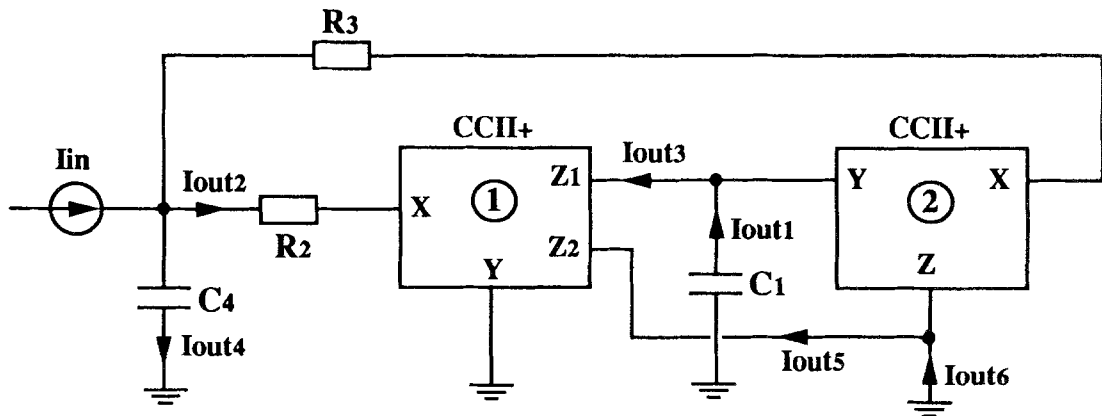 R3
CCII+
CCII+
Iin
Iout2
Iout3
Z1
Y
X
X
1
2
R2
Z2
Iout1
Y
Z
C4
C1
Iout4
Iout5
Iout6